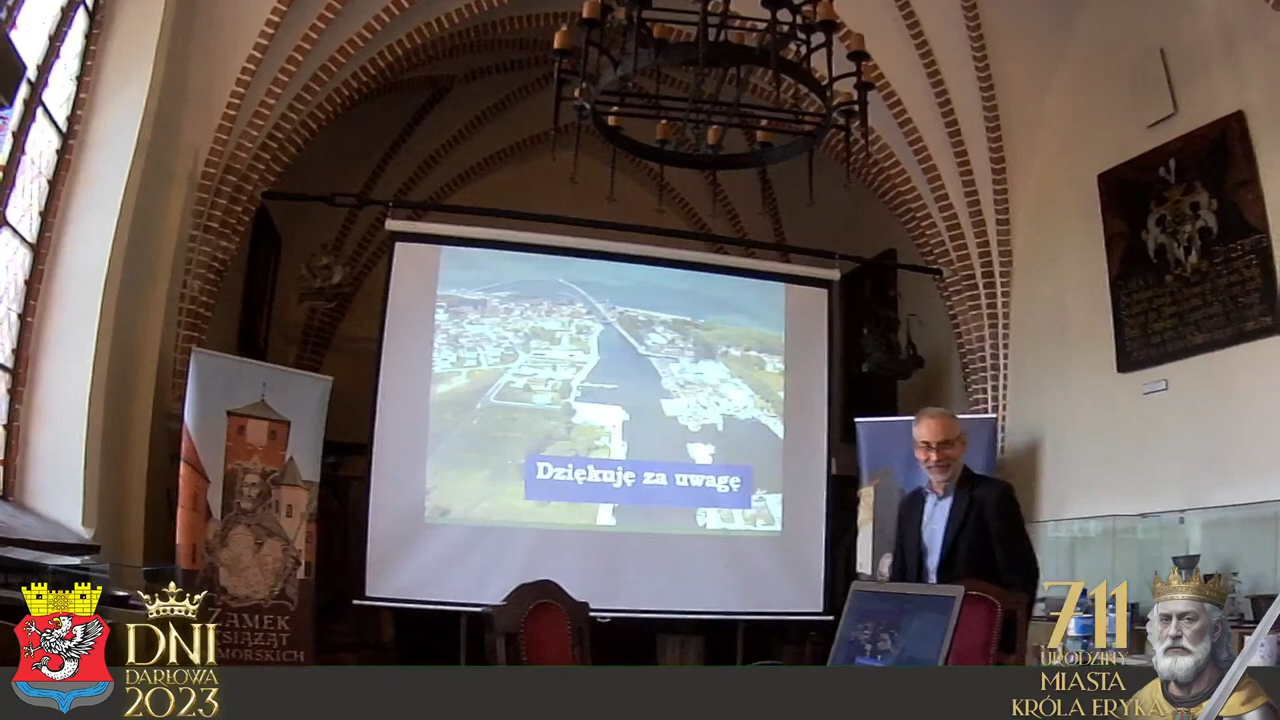 Dziękuję za uwagę
ZAMEK
KSIĄŻĄT
MORSKICH
DNI
DARŁOWA
2023
711
URODZINY
MIASTA
KRÓLA ERYKA